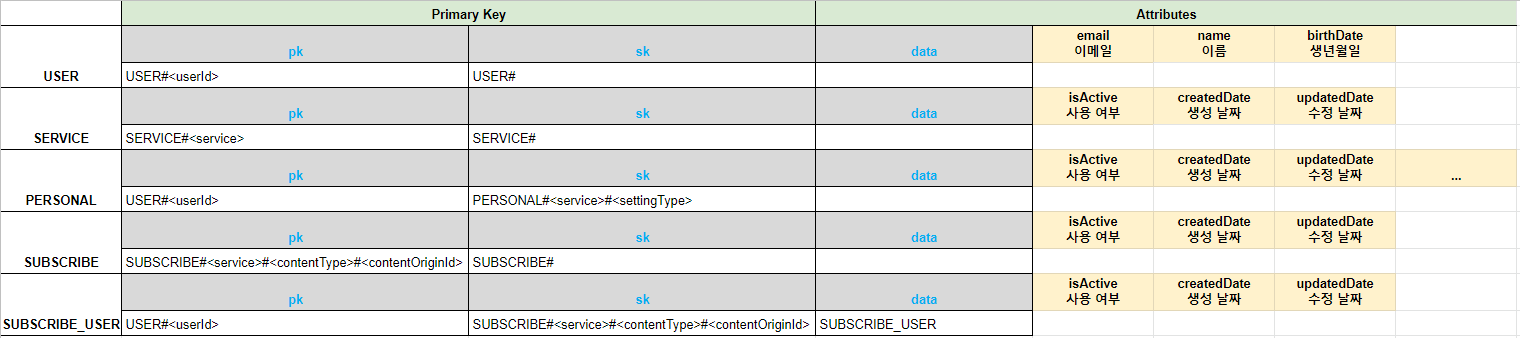 Primary Key Attributes
pk sk data email name birthDate
이메일 이름 생년월일
USER USER#<userId> USER#
pk sk data isActive createdDate updatedDate
사용 여부 생성 날짜 수정 날짜
SERVICE SERVICE#<service> SERVICE#
pk sk data isActive createdDate updatedDate
사용 여부 생성 날짜 수정 날짜 ...
PERSONAL USER#<userId> PERSONAL#<service>#<settingType>
pk sk data isActive createdDate updatedDate
사용 여부 생성 날짜 수정 날짜
SUBSCRIBE SUBSCRIBE#<service>#<contentType>#<contentOriginId> SUBSCRIBE#
pk sk data isActive createdDate updatedDate
사용 여부 생성 날짜 수정 날짜
SUBSCRIBE_USER USER#<userId> SUBSCRIBE#<service>#<contentType>#<contentOriginId> SUBSCRIBE_USER